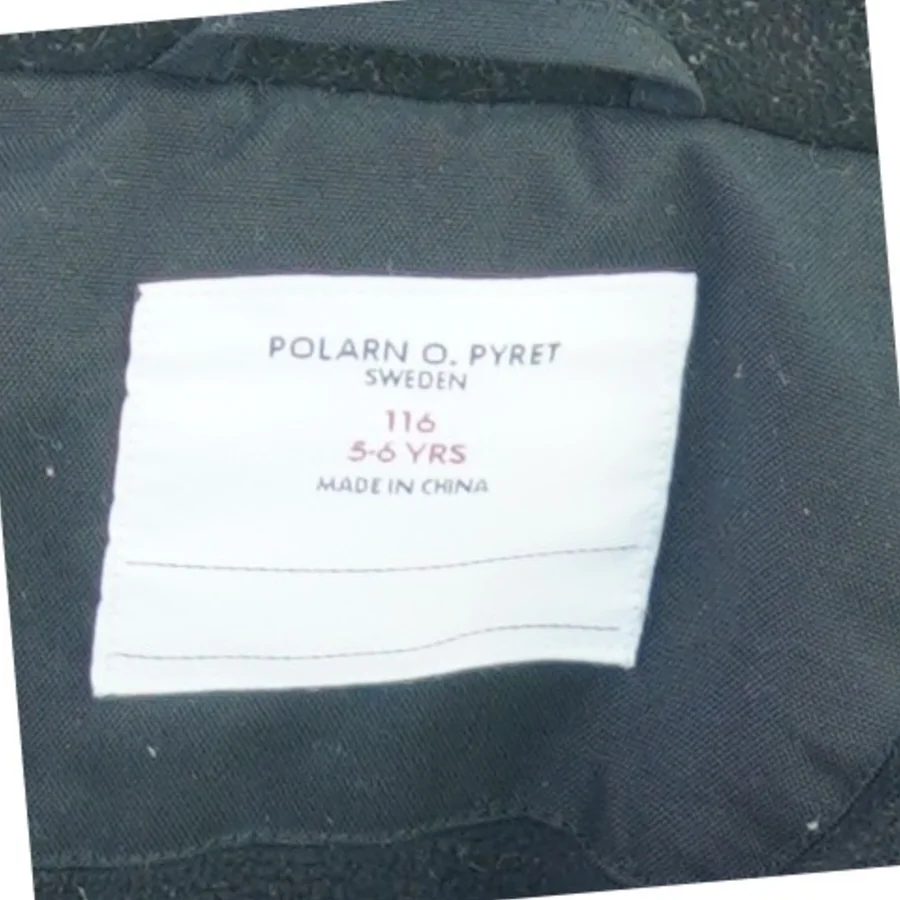 POLARN O. PYRET
SWEDEN
116
5-6 YRS
MADE IN CHINA